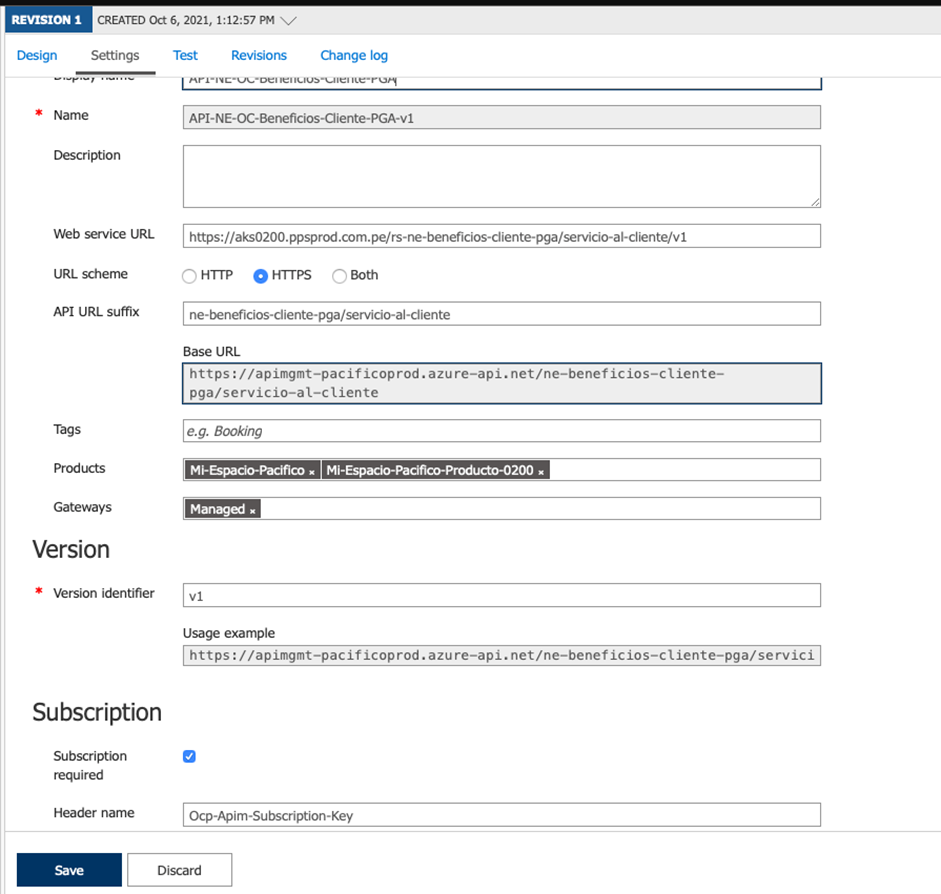 REVISION 1 CREATED Oct 6, 2021, 1:12:57 PM
Design Settings Test Revisions Change log
Display name API-NE-OC-Beneficios-Cliente-PGA
* Name API-NE-OC-Beneficios-Cliente-PGA-v1
Description
Web service URL https://aks0200.ppsprod.com.pe/rs-ne-beneficios-cliente-pga/servicio-al-cliente/v1
URL scheme HTTP HTTPS Both
API URL suffix ne-beneficios-cliente-pga/servicio-al-cliente
Base URL
https://apimgmt-pacificoprod.azure-api.net/ne-beneficios-cliente-
pga/servicio-al-cliente
Tags e.g. Booking
Products Mi-Espacio-Pacifico × Mi-Espacio-Pacifico-Producto-0200 ×
Gateways Managed ×
Version
* Version identifier v1
Usage example
https://apimgmt-pacificoprod.azure-api.net/ne-beneficios-cliente-pga/servici
Subscription
Subscription
required
Header name Ocp-Apim-Subscription-Key
Save Discard